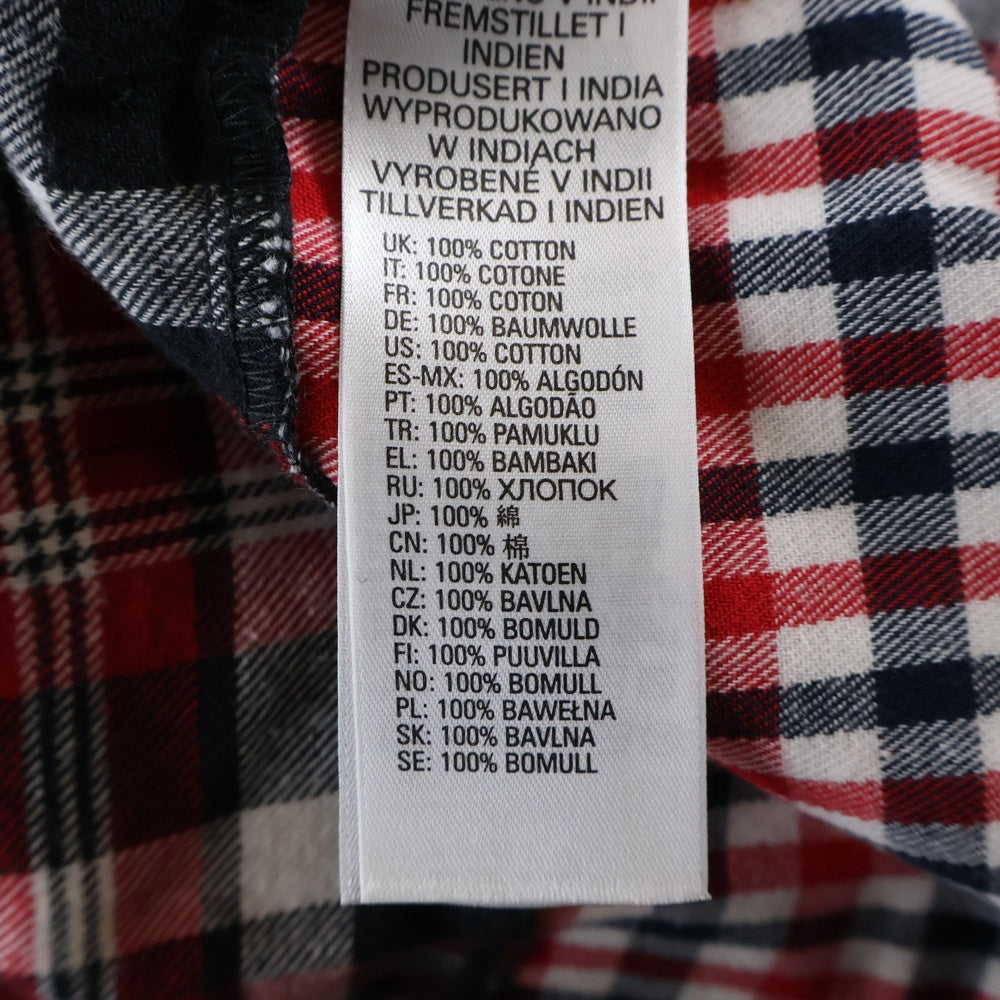 FREMSTILLET I
INDIEN
PRODUSERT I INDIA
WYPRODUKOWANO
W INDIACH
VYROBENÉ V INDII
TILLVERKAD I INDIEN
UK: 100% COTTON
IT: 100% COTONE
FR: 100% COTON
DE: 100% BAUMWOLLE
US: 100% COTTON
ES-MX: 100% ALGODÓN
PT: 100% ALGODÃO
TR: 100% PAMUKLU
EL: 100% BAMBAKI
RU: 100% ХЛОПОК
JP: 100% 綿
CN: 100% 棉
NL: 100% KATOEN
CZ: 100% BAVLNA
DK: 100% BOMULD
FI: 100% PUUVILLA
NO: 100% BOMULL
PL: 100% BAWEŁNA
SK: 100% BAVLNA
SE: 100% BOMULL